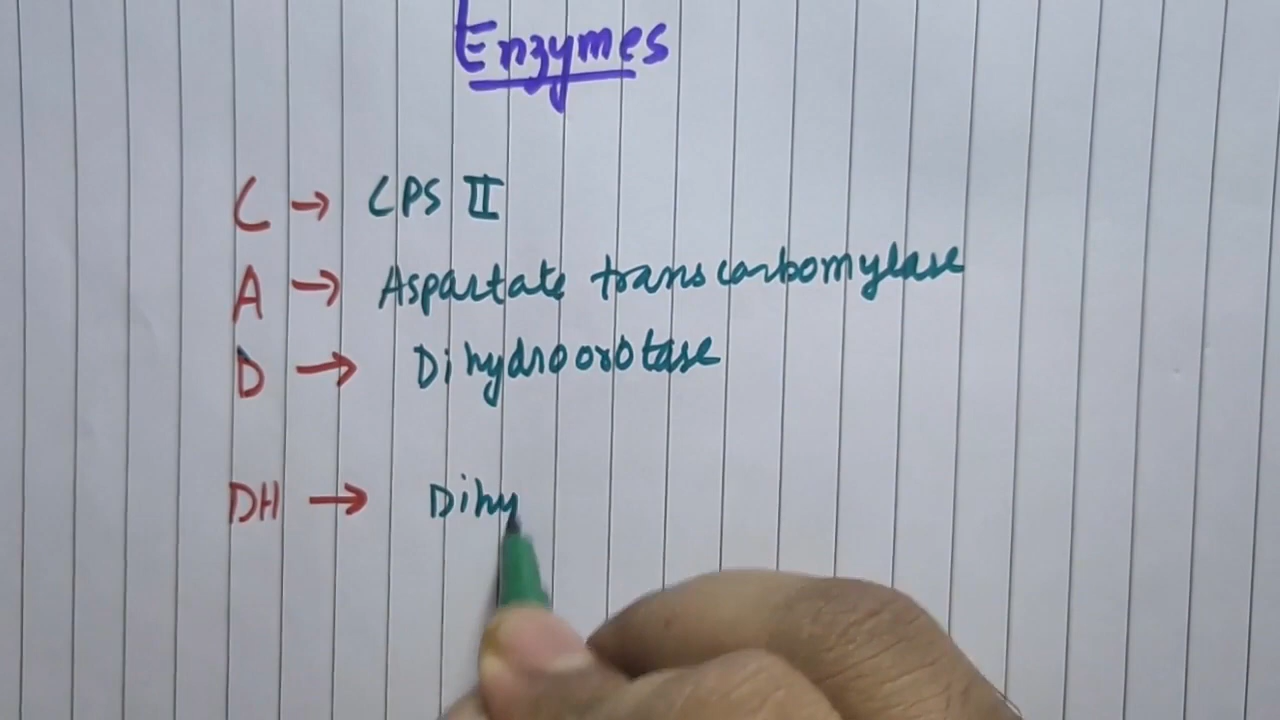 Enzymes
C → CPS II
A → Aspartate transcarbomylase
D → Dihydroorotase
DH → Dihy